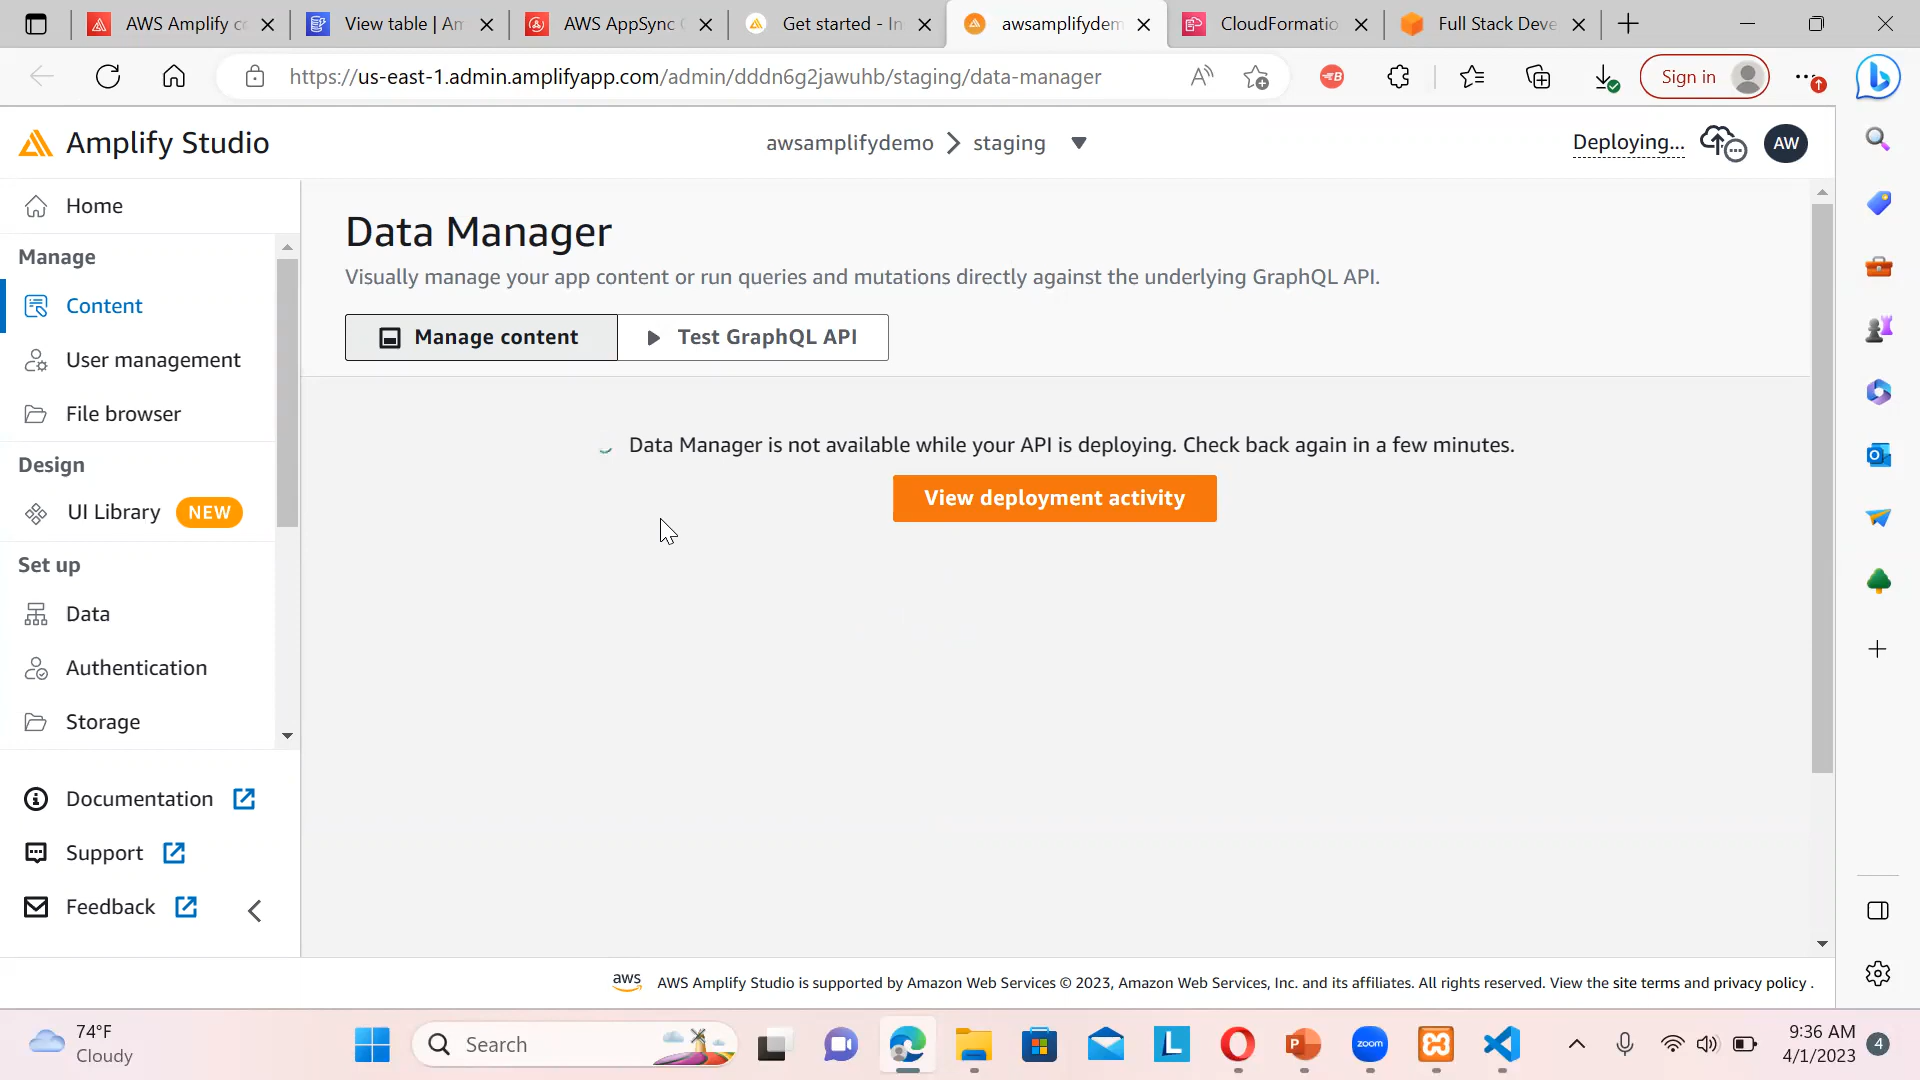 AWS Amplify c
View table | An
AWS AppSync
Get started - In
awsamplifydem
CloudFormatio
Full Stack Deve
https://us-east-1.admin.amplifyapp.com/admin/dddn6g2jawuhb/staging/data-manager
Sign in
Amplify Studio
awsamplifydemo
staging
Deploying...
AW
Home
Manage
Content
User management
File browser
Design
UI Library NEW
Set up
Data
Authentication
Storage
Documentation
Support
Feedback
Data Manager
Visually manage your app content or run queries and mutations directly against the underlying GraphQL API.
Manage content
Test GraphQL API
Data Manager is not available while your API is deploying. Check back again in a few minutes.
View deployment activity
aws AWS Amplify Studio is supported by Amazon Web Services © 2023, Amazon Web Services, Inc. and its affiliates. All rights reserved. View the site terms and privacy policy .
74°F
Cloudy
Search
zoom
9:36 AM
4/1/2023
4